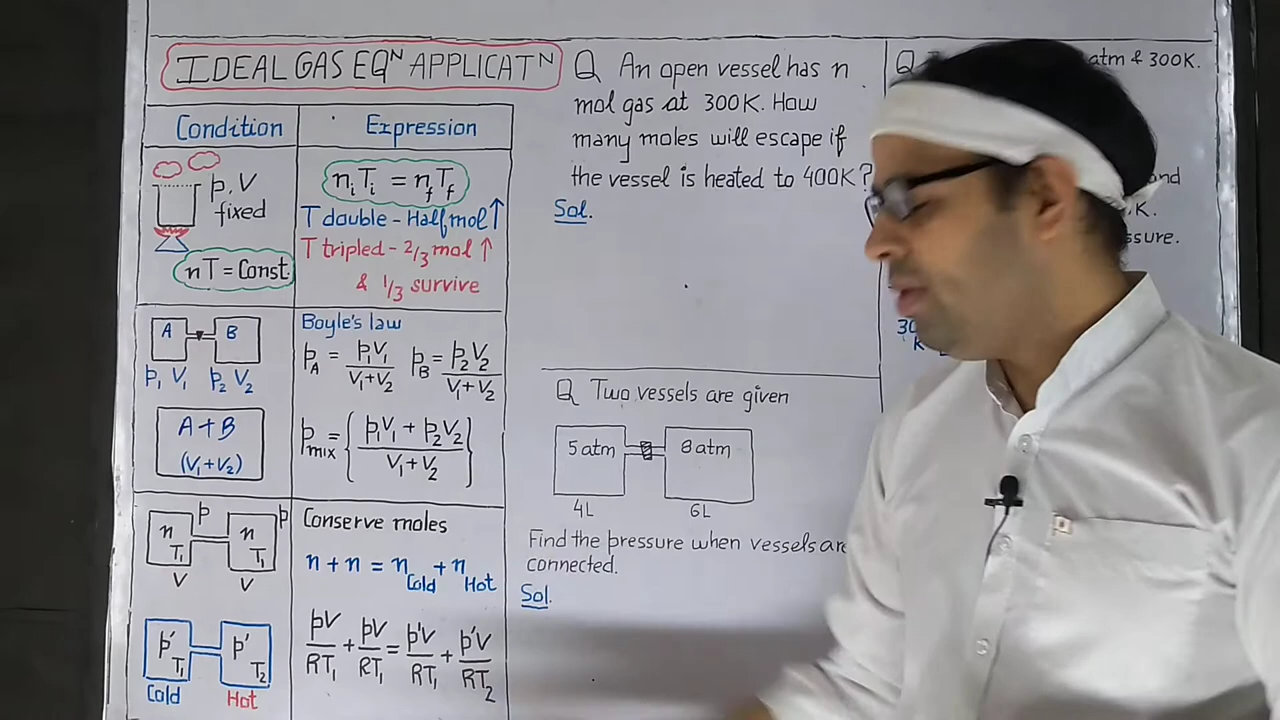 IDEAL GAS EQᴺ APPLICATᴺ
Condition
Expression
p, V
fixed
nT = Const
nᵢTᵢ = n_fT_f
T double - Half mol ↑
T tripled - 2/3 mol ↑
& 1/3 survive
A B
p₁ V₁ p₂ V₂
A + B
(V₁+V₂)
Boyle's law
p_A = p₁V₁/(V₁+V₂) p_B = p₂V₂/(V₁+V₂)
p_mix = {(p₁V₁ + p₂V₂)/(V₁+V₂)}
p p
n n
T₁ T₁
V V
p' p'
T₁ T₂
Cold Hot
Conserve moles
n + n = n_Cold + n_Hot
pV/RT₁ + pV/RT₁ = p'V/RT₁ + p'V/RT₂
Q An open vessel has n
mol gas at 300K. How
many moles will escape if
the vessel is heated to 400K?
Sol.
Q Two vessels are given
5 atm 8 atm
4L 6L
Find the pressure when vessels are
connected.
Sol.
Q
atm & 300K.
and
K.
ssure.
30
K